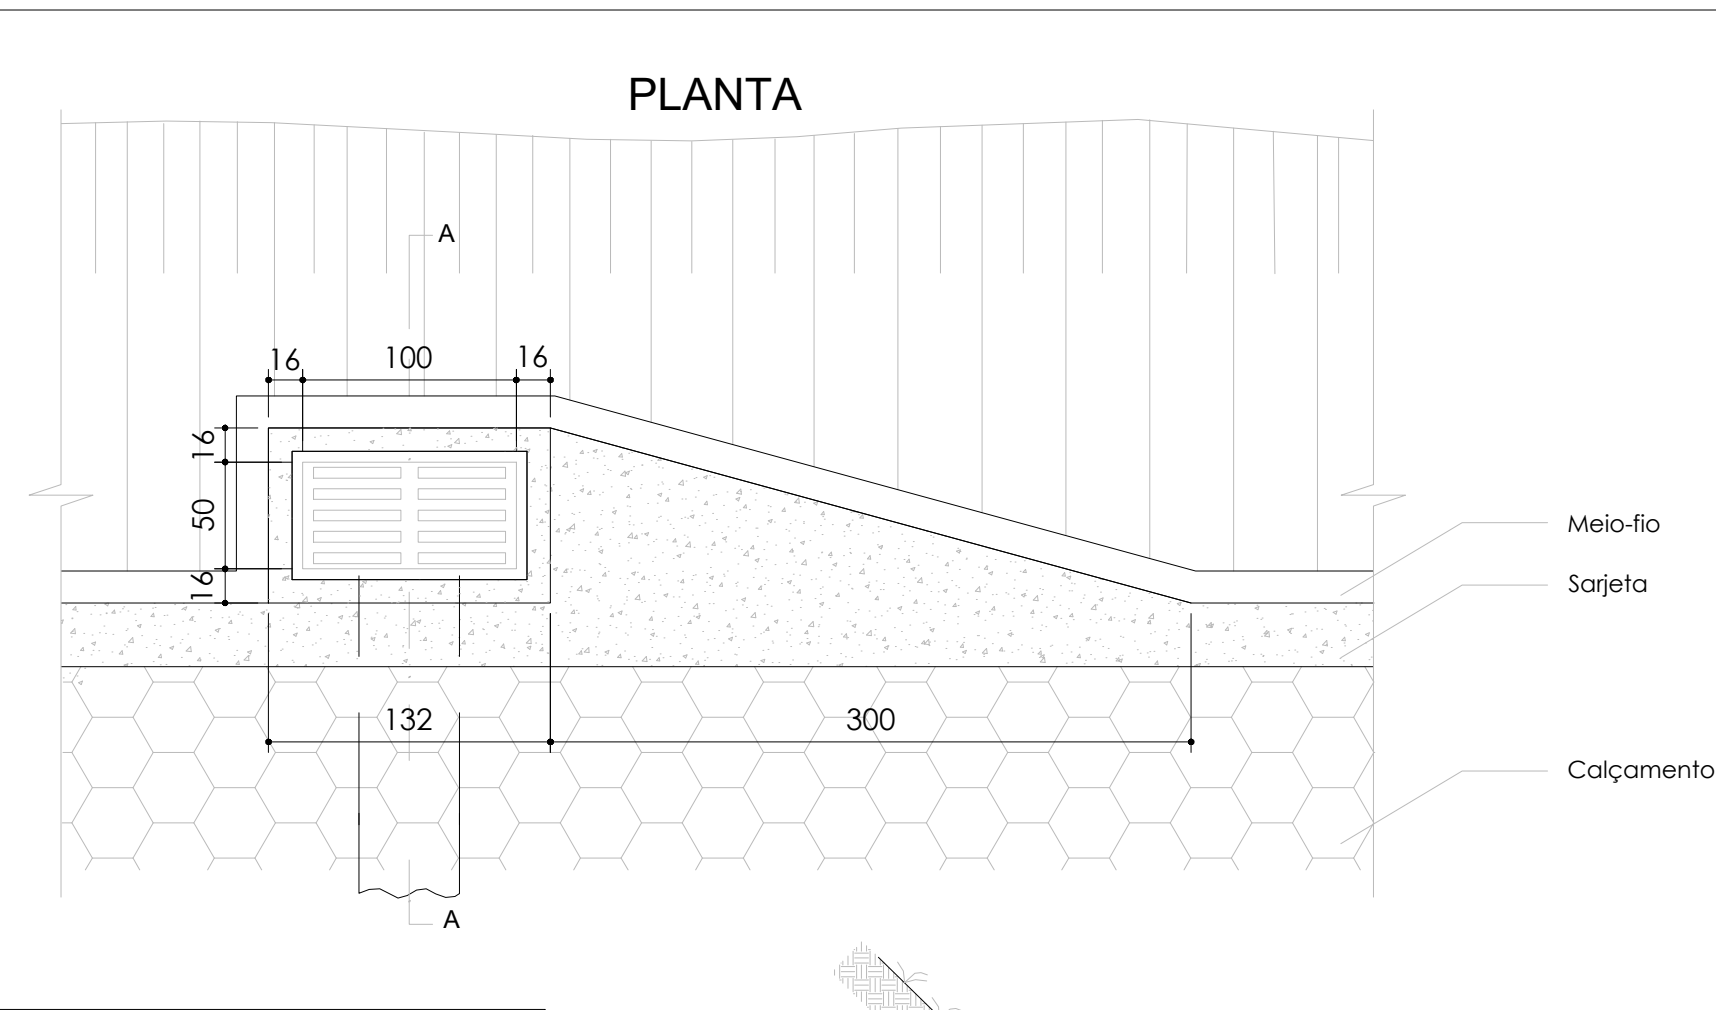 PLANTA
A
16
100
16
16
50
16
Meio-fio
Sarjeta
132
300
Calçamento
A